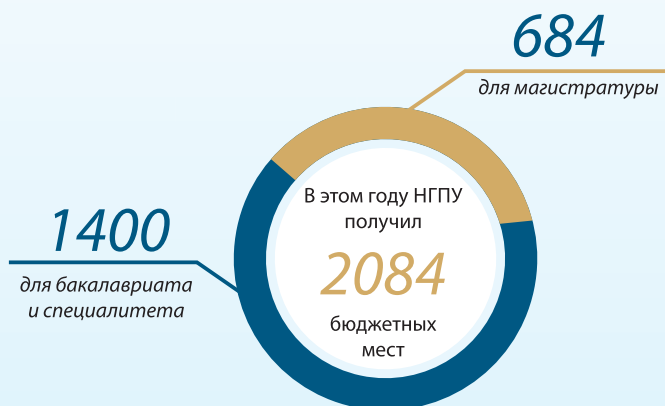 684
для магистратуры
1400
для бакалавриата
и специалитета
В этом году НГПУ
получил
2084
бюджетных
мест